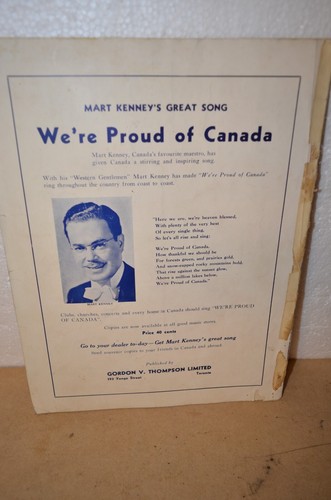 MART KENNEY'S GREAT SONG
We're Proud of Canada
Mart Kenney, Canada's favourite maestro, has
given Canada a stirring and inspiring song.
With his "Western Gentlemen" Mart Kenney has made "We're Proud of Canada"
ring throughout the country from coast to coast.
"Here we are, we're heaven blessed,
With plenty of the very best
Of every single thing,
So let's all rise and sing:
We're Proud of Canada.
How thankful we should be
For forests green, and prairies gold,
And snow-capped rocky mountains bold,
That rise against the sunset glow,
Above a million lakes below,
We're Proud of Canada."
MART KENNEY
Clubs, churches, concerts and every home in Canada should sing "WE'RE PROUD
OF CANADA."
Copies are now available at all good music stores.
Price 40 cents
Go to your dealer to-day—Get Mart Kenney's great song
Send souvenir copies to your friends in Canada and abroad.
Published by
GORDON V. THOMPSON LIMITED
193 Yonge Street Toronto